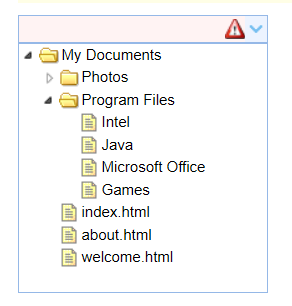 My Documents
Photos
Program Files
Intel
Java
Microsoft Office
Games
index.html
about.html
welcome.html